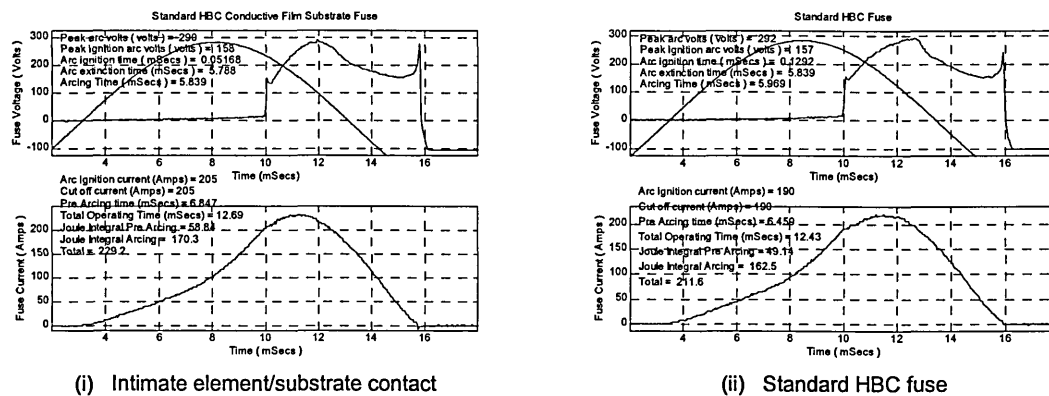 Standard HBC Conductive Film Substrate Fuse
Peak arc volts ( volts ) = 299
Peak ignition arc volts ( volts ) = 158
Arc ignition time ( mSecs ) = 0.05168
Arc extinction time ( mSecs ) = 5.788
Arcing Time ( mSecs ) = 5.839
Fuse Voltage ( Volts )
300
200
100
0
-100
4 6 8 10 12 14 16
Time ( mSecs )
Arc Ignition current (Amps) = 205
Cut off current (Amps) = 205
Pre Arcing time (mSecs) = 6.847
Total Operating Time (mSecs) = 12.69
Joule Integral Pre Arcing = 58.84
Joule Integral Arcing = 170.3
Total = 229.2
Fuse Current ( Amps )
200
150
100
50
0
4 6 8 10 12 14 16
Time ( mSecs )
(i) Intimate element/substrate contact
Standard HBC Fuse
Peak arc volts ( volts ) = 292
Peak ignition arc volts ( volts ) = 157
Arc ignition time ( mSecs ) = 0.1292
Arc extinction time ( mSecs ) = 5.839
Arcing Time ( mSecs ) = 5.969
Fuse Voltage ( Volts )
300
200
100
0
-100
4 6 8 10 12 14 16
Time ( mSecs )
Arc Ignition current (Amps) = 190
Cut off current (Amps) = 190
Pre Arcing time (mSecs) = 6.459
Total Operating Time (mSecs) = 12.43
Joule Integral Pre Arcing = 49.14
Joule Integral Arcing = 162.5
Total = 211.6
Fuse Current ( Amps )
200
150
100
50
0
4 6 8 10 12 14 16
Time ( mSecs )
(ii) Standard HBC fuse